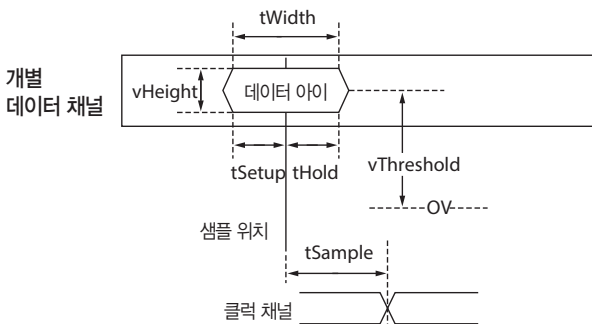 tWidth
개별
데이터 채널
vHeight
데이터 아이
tSetup tHold
vThreshold
OV
샘플 위치
tSample
클럭 채널